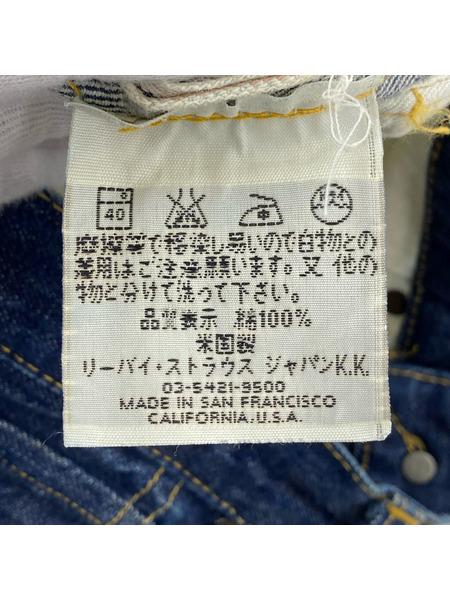 40
摩擦等で移染し易いので白物との
着用はご注意願います。又 他の
物と分けて洗って下さい。
品質表示 綿100%
米国製
リーバイ・ストラウス ジャパンK.K.
03-5421-9500
MADE IN SAN FRANCISCO
CALIFORNIA.U.S.A.